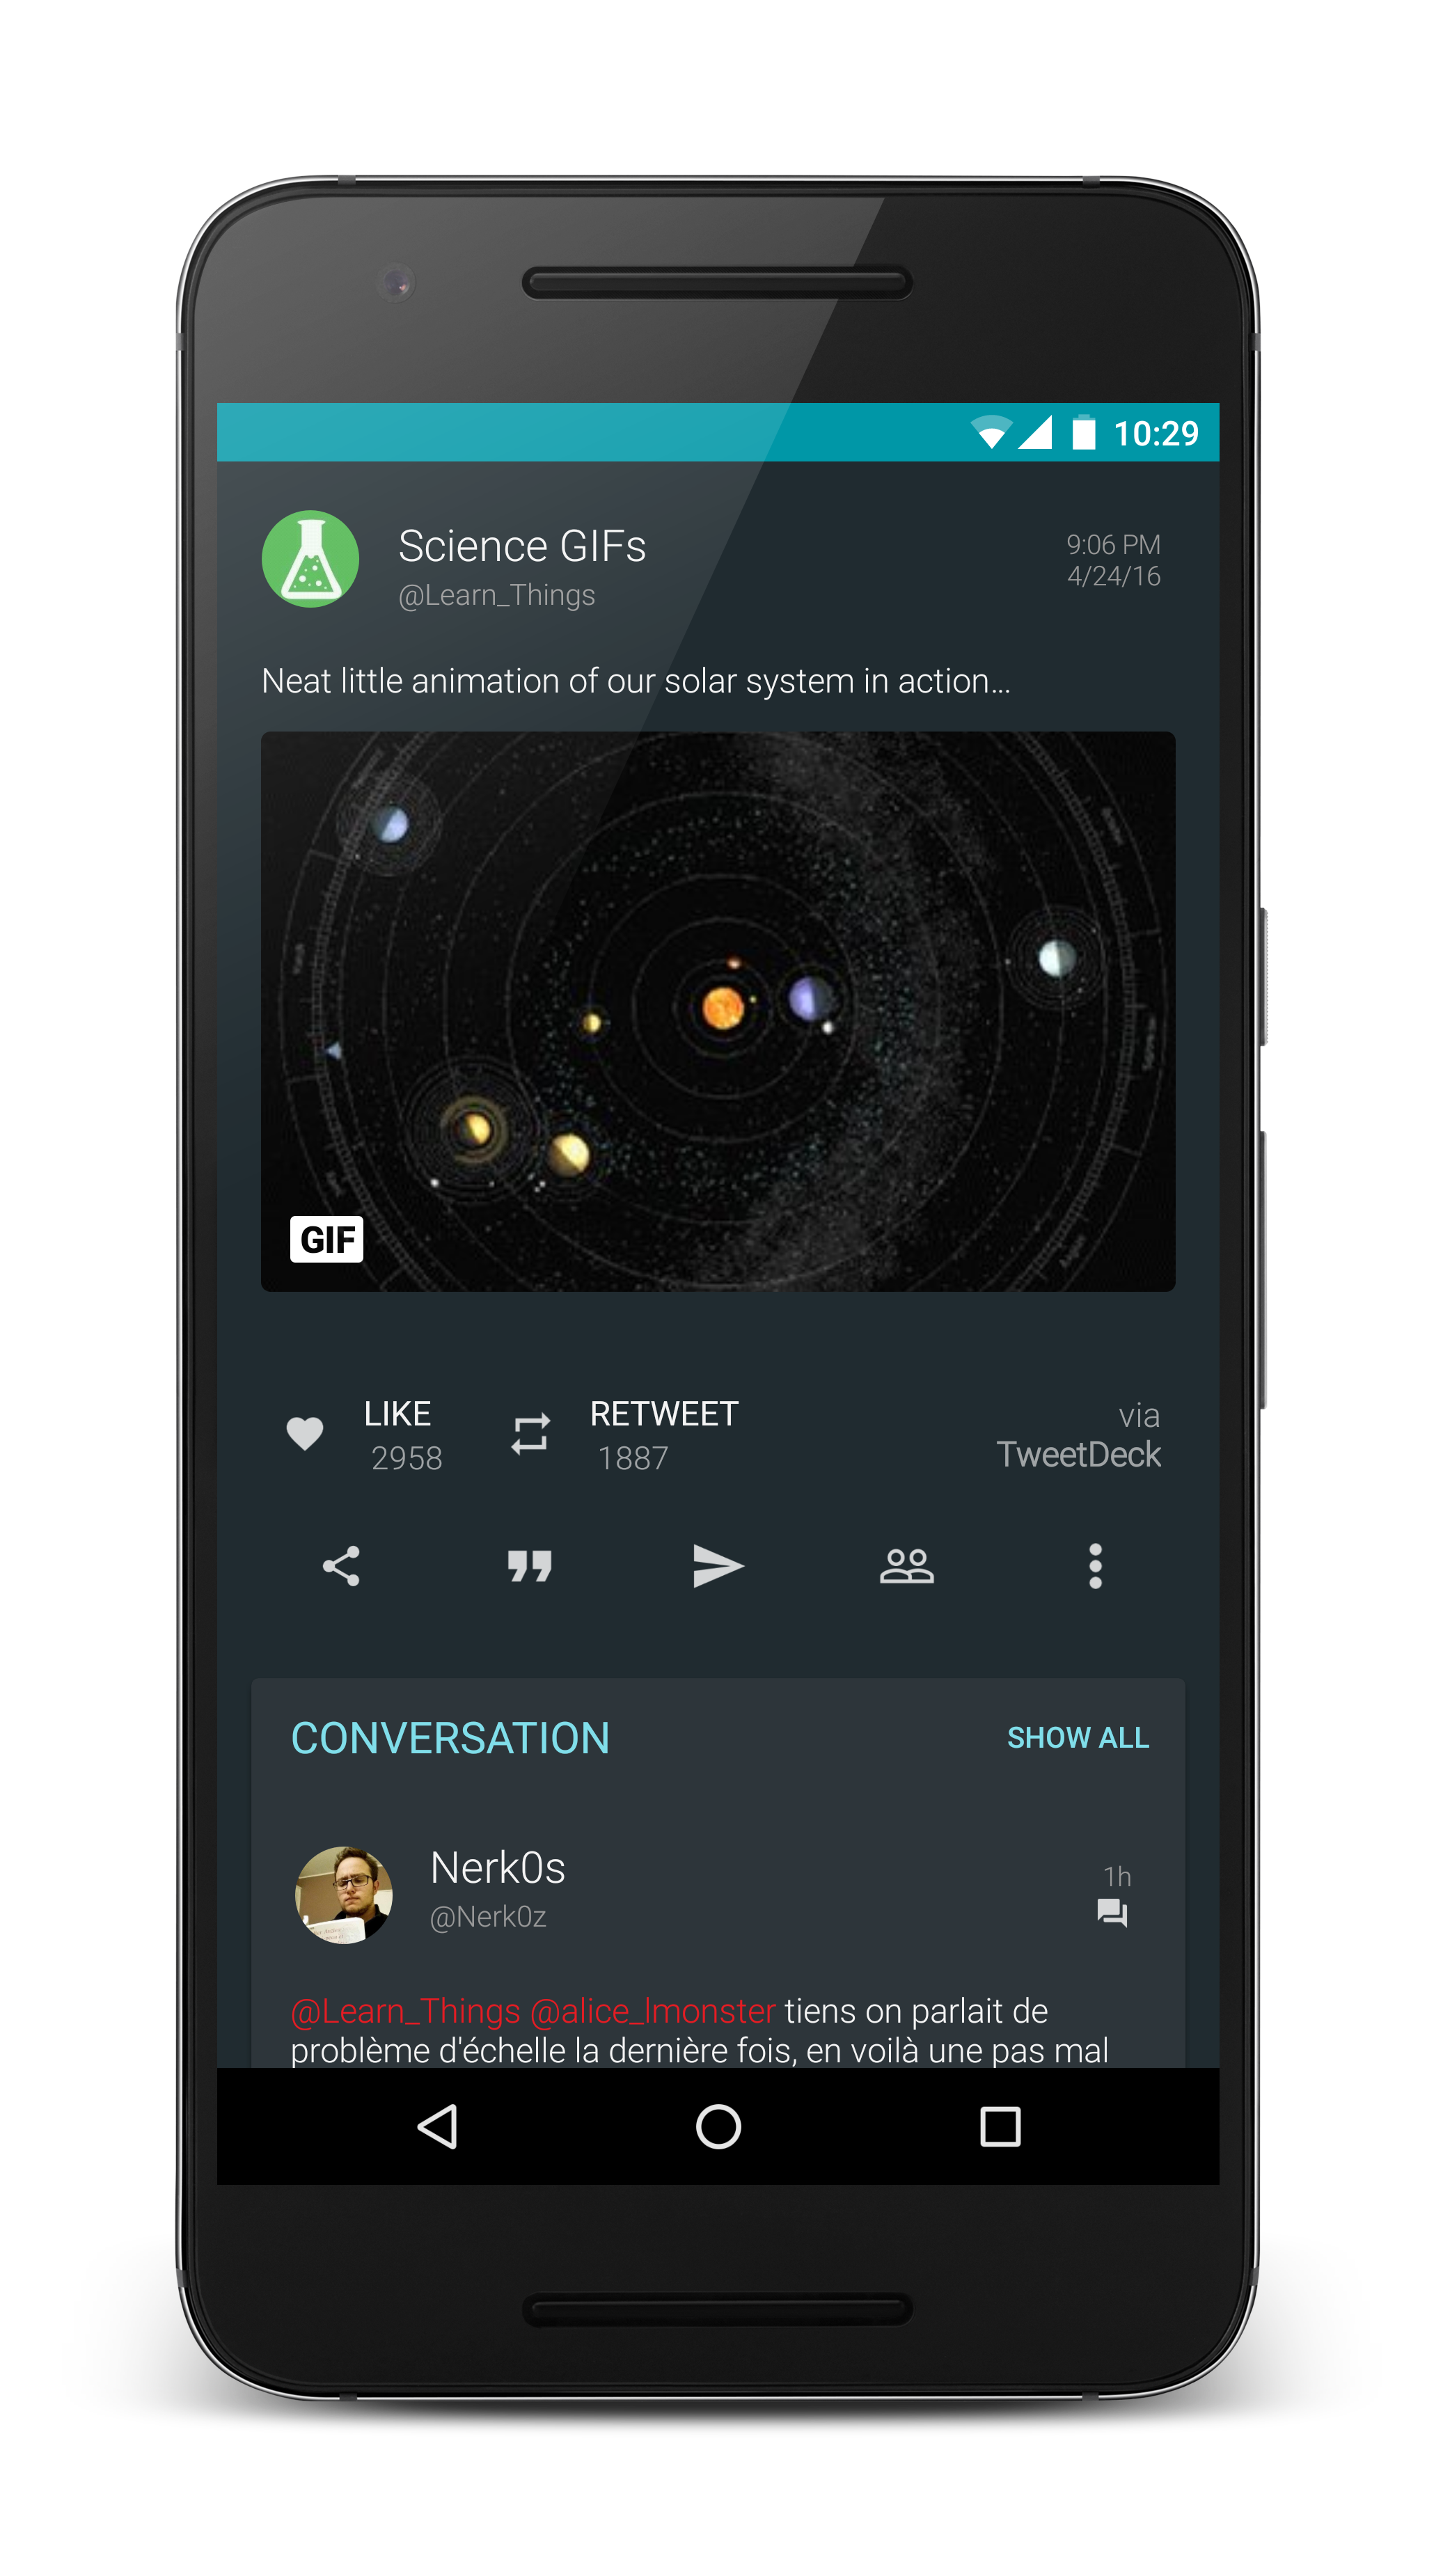 10:29
Science GIFs
@Learn_Things
9:06 PM
4/24/16
Neat little animation of our solar system in action...
GIF
LIKE
2958
RETWEET
1887
via
TweetDeck
CONVERSATION
SHOW ALL
Nerk0s
@Nerk0z
1h
@Learn_Things @alice_lmonster tiens on parlait de
problème d'échelle la dernière fois, en voilà une pas mal